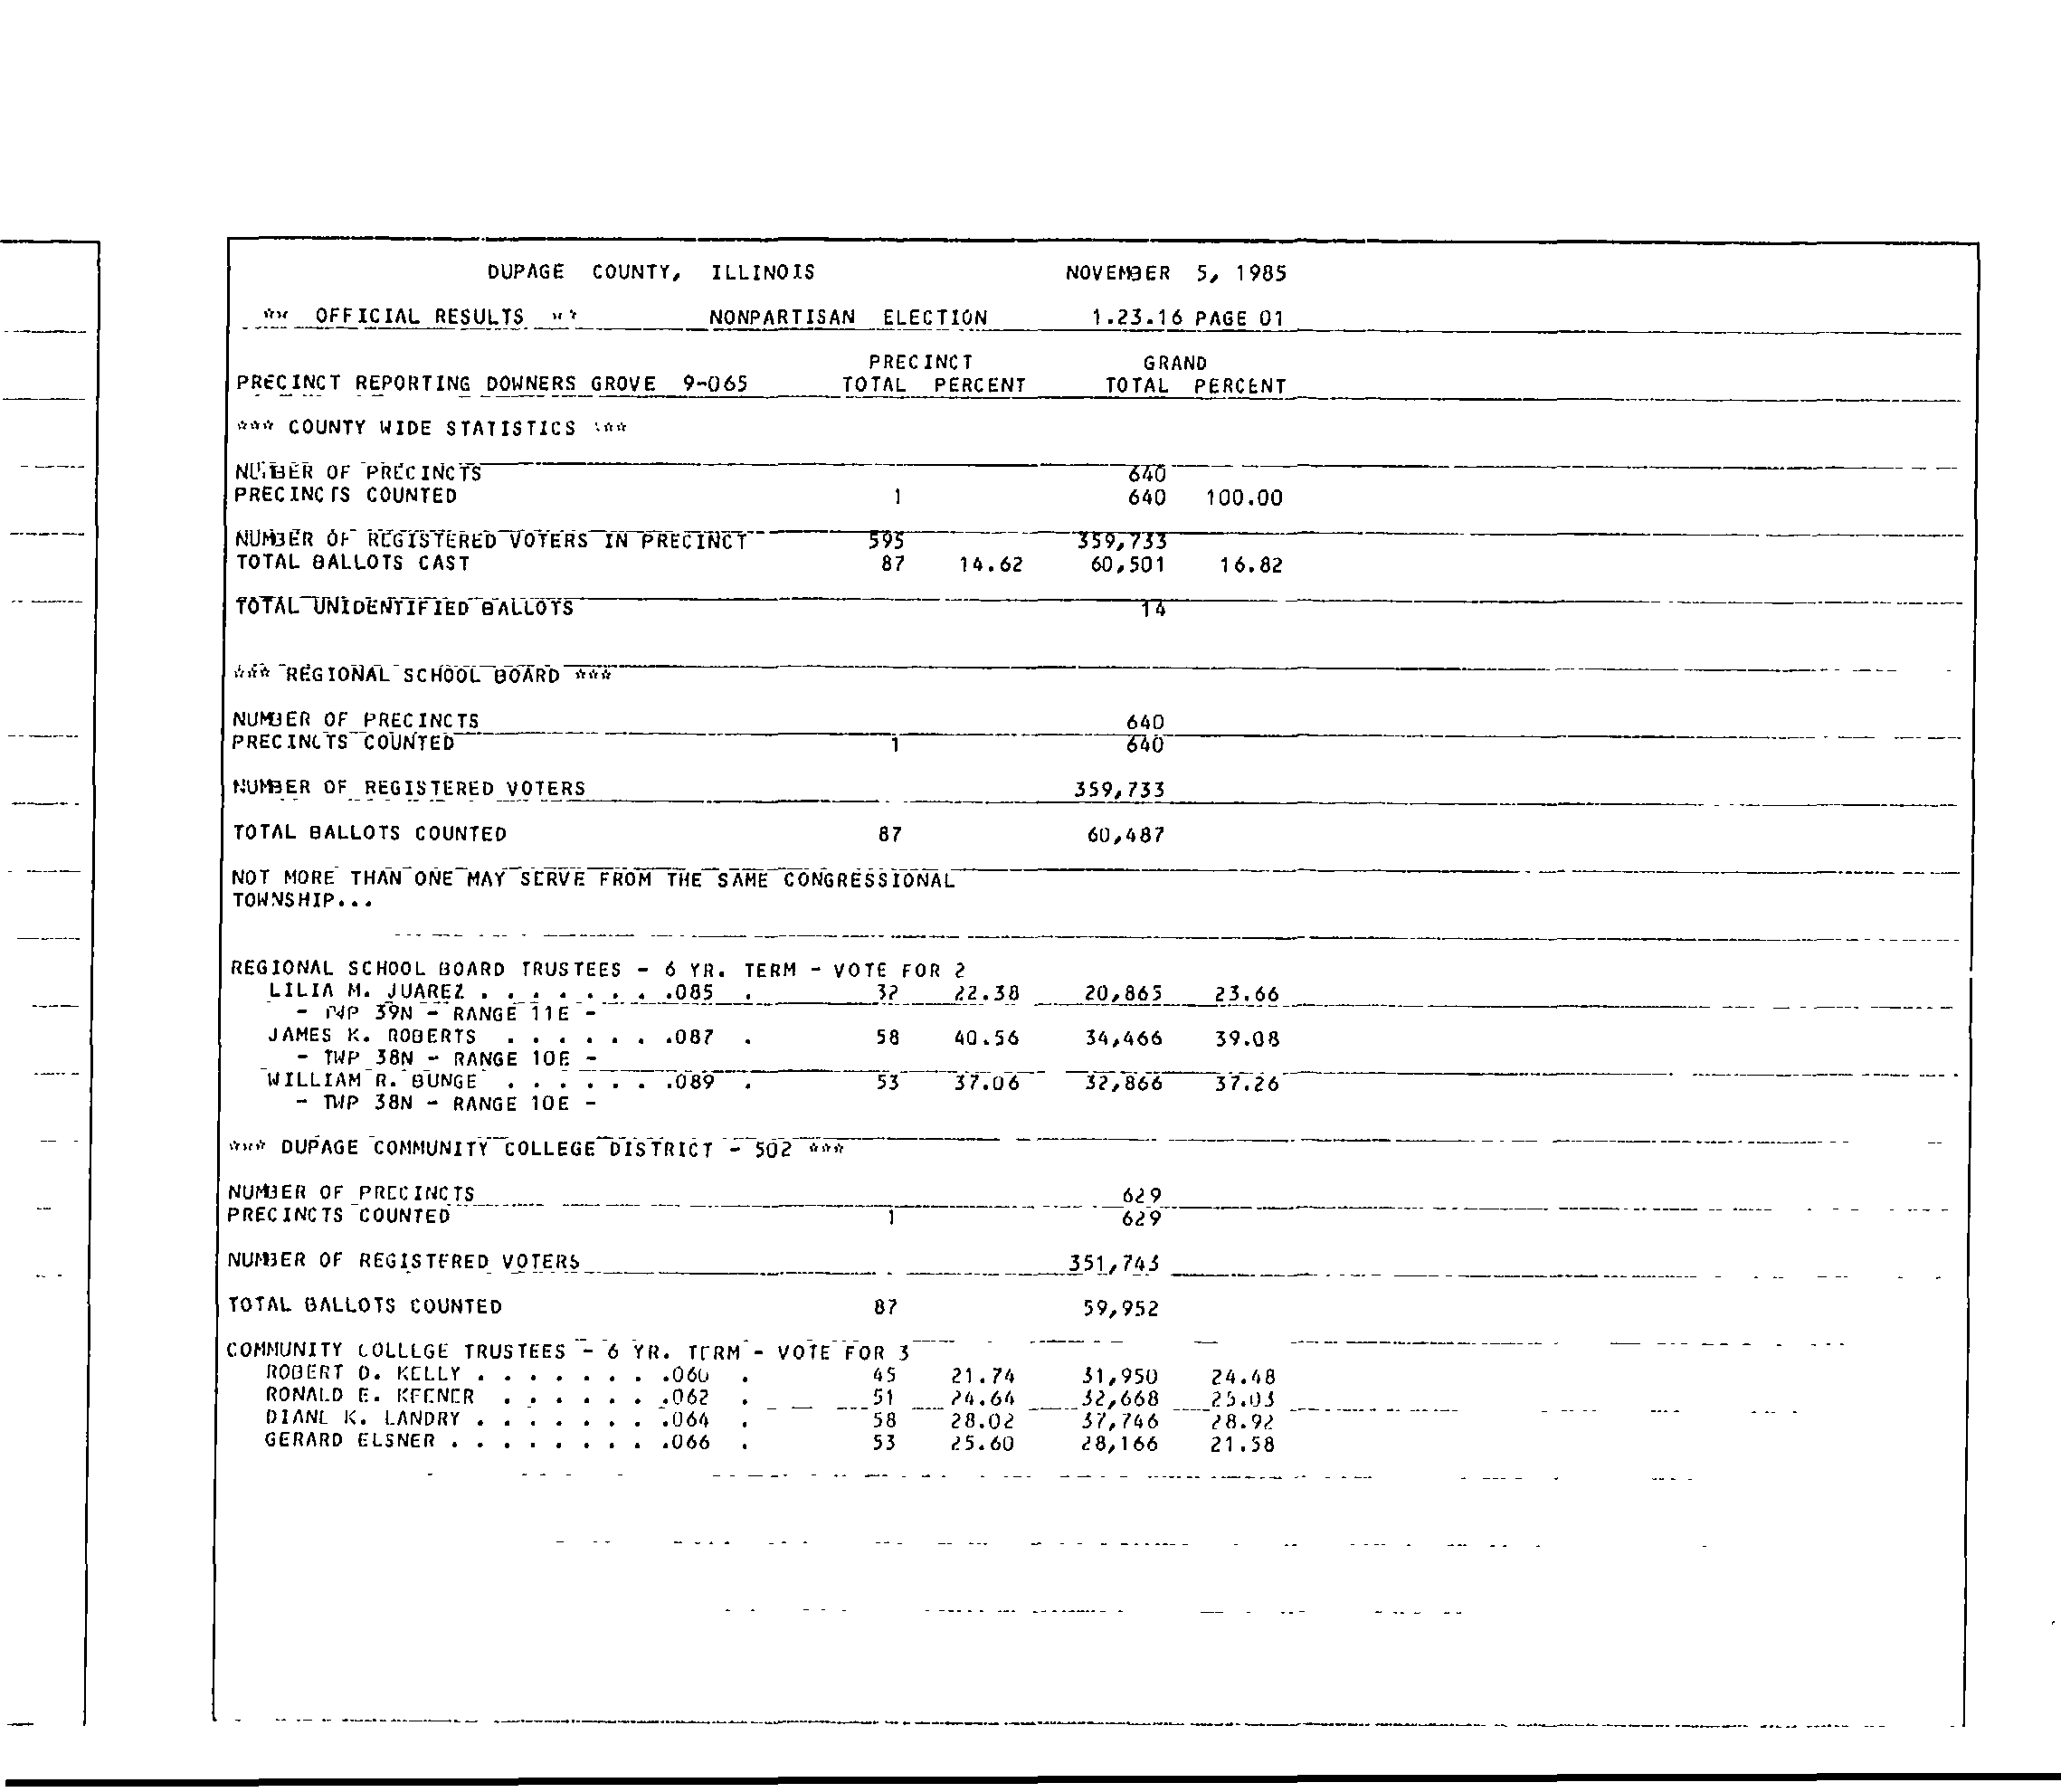 DUPAGE COUNTY, ILLINOIS NOVEMBER 5, 1985
** OFFICIAL RESULTS ** NONPARTISAN ELECTION 1.23.16 PAGE 01
PRECINCT GRAND
PRECINCT REPORTING DOWNERS GROVE 9-065 TOTAL PERCENT TOTAL PERCENT
*** COUNTY WIDE STATISTICS ***
NUMBER OF PRECINCTS 640
PRECINCTS COUNTED 1 640 100.00
NUMBER OF REGISTERED VOTERS IN PRECINCT 595 359,733
TOTAL BALLOTS CAST 87 14.62 60,501 16.82
TOTAL UNIDENTIFIED BALLOTS 14
*** REGIONAL SCHOOL BOARD ***
NUMBER OF PRECINCTS 640
PRECINCTS COUNTED 1 640
NUMBER OF REGISTERED VOTERS 359,733
TOTAL BALLOTS COUNTED 87 60,487
NOT MORE THAN ONE MAY SERVE FROM THE SAME CONGRESSIONAL
TOWNSHIP...
REGIONAL SCHOOL BOARD TRUSTEES - 6 YR. TERM - VOTE FOR 2
LILIA M. JUAREZ . . . . . . . .085 . 32 22.38 20,865 23.66
- TWP 39N - RANGE 11E -
JAMES K. ROBERTS . . . . . . .087 . 58 40.56 34,466 39.08
- TWP 38N - RANGE 10E -
WILLIAM R. BUNGE . . . . . . .089 . 53 37.06 32,866 37.26
- TWP 38N - RANGE 10E -
*** DUPAGE COMMUNITY COLLEGE DISTRICT - 502 ***
NUMBER OF PRECINCTS 629
PRECINCTS COUNTED 1 629
NUMBER OF REGISTERED VOTERS 351,743
TOTAL BALLOTS COUNTED 87 59,952
COMMUNITY COLLEGE TRUSTEES - 6 YR. TERM - VOTE FOR 3
ROBERT D. KELLY . . . . . . . .060 . 45 21.74 31,950 24.48
RONALD E. KEENER . . . . . . .062 . 51 24.64 32,668 25.03
DIANE K. LANDRY . . . . . . . .064 . 58 28.02 37,746 28.92
GERARD ELSNER . . . . . . . . .066 . 53 25.60 28,166 21.58